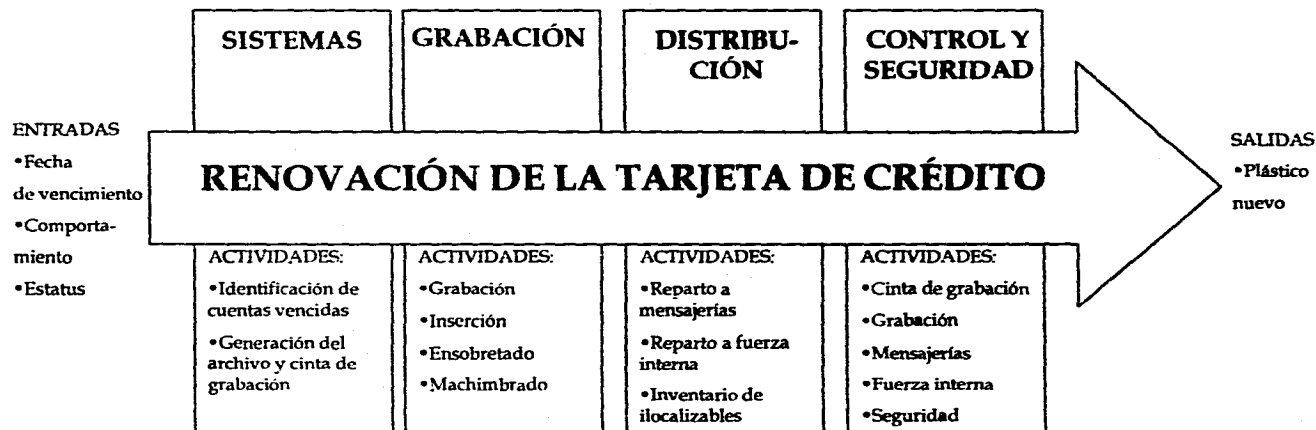 SISTEMAS
GRABACIÓN
DISTRIBU-
CIÓN
CONTROL Y
SEGURIDAD
ENTRADAS
•Fecha
de vencimiento
•Comporta-
miento
•Estatus
RENOVACIÓN DE LA TARJETA DE CRÉDITO
SALIDAS
•Plástico
nuevo
ACTIVIDADES:
•Identificación de
cuentas vencidas
•Generación del
archivo y cinta de
grabación
ACTIVIDADES:
•Grabación
•Inserción
•Ensobretado
•Machimbrado
ACTIVIDADES:
•Reparto a
mensajerías
•Reparto a fuerza
interna
•Inventario de
ilocalizables
ACTIVIDADES:
•Cinta de grabación
•Grabación
•Mensajerías
•Fuerza interna
•Seguridad